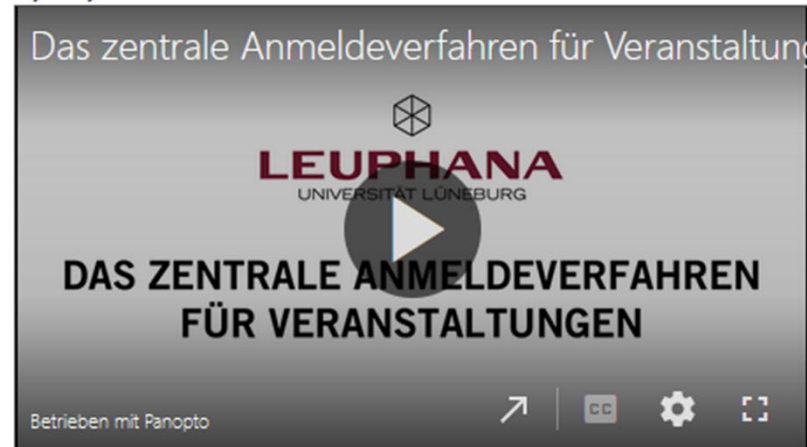 Das zentrale Anmeldeverfahren für Veranstaltung
LEUPHANA
UNIVERSITÄT LÜNEBURG
DAS ZENTRALE ANMELDEVERFAHREN
FÜR VERANSTALTUNGEN
CC
Betrieben mit Panopto